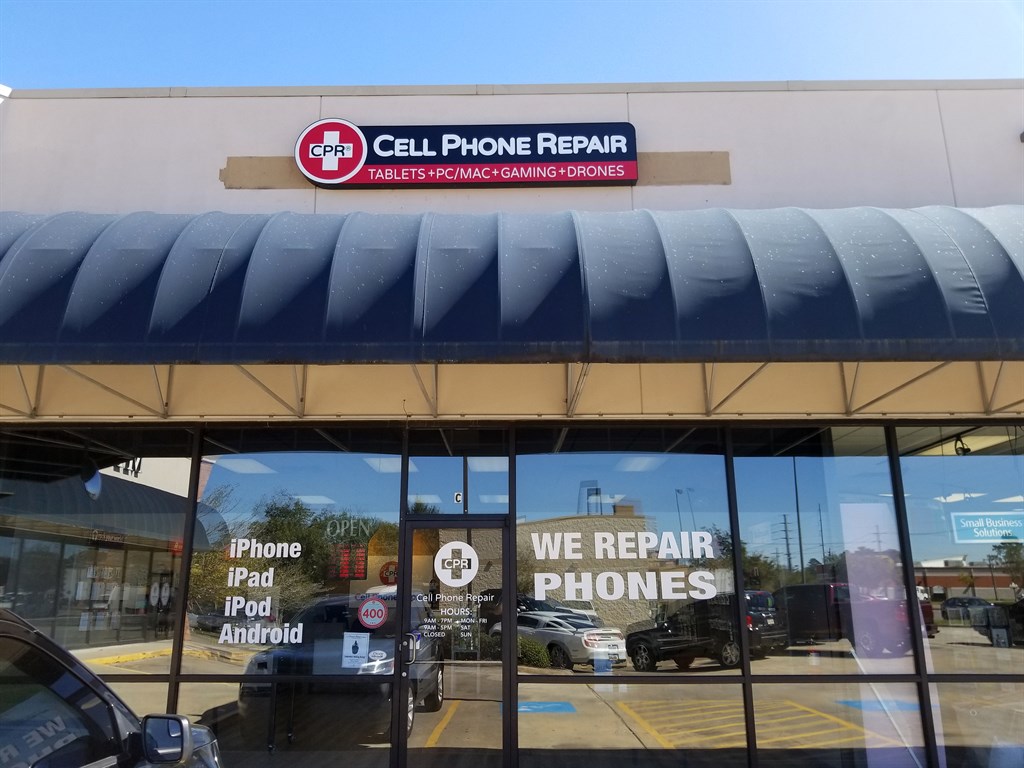 CPR
CELL PHONE REPAIR
TABLETS+PC/MAC+GAMING+DRONES
C
OPEN
iPhone
iPad
iPod
Android
400
CPR
Cell Phone Repair
HOURS:
9AM - 7PM • MON - FRI
9AM - 5PM • SAT
CLOSED • SUN
WE REPAIR
PHONES
Small Business
Solutions